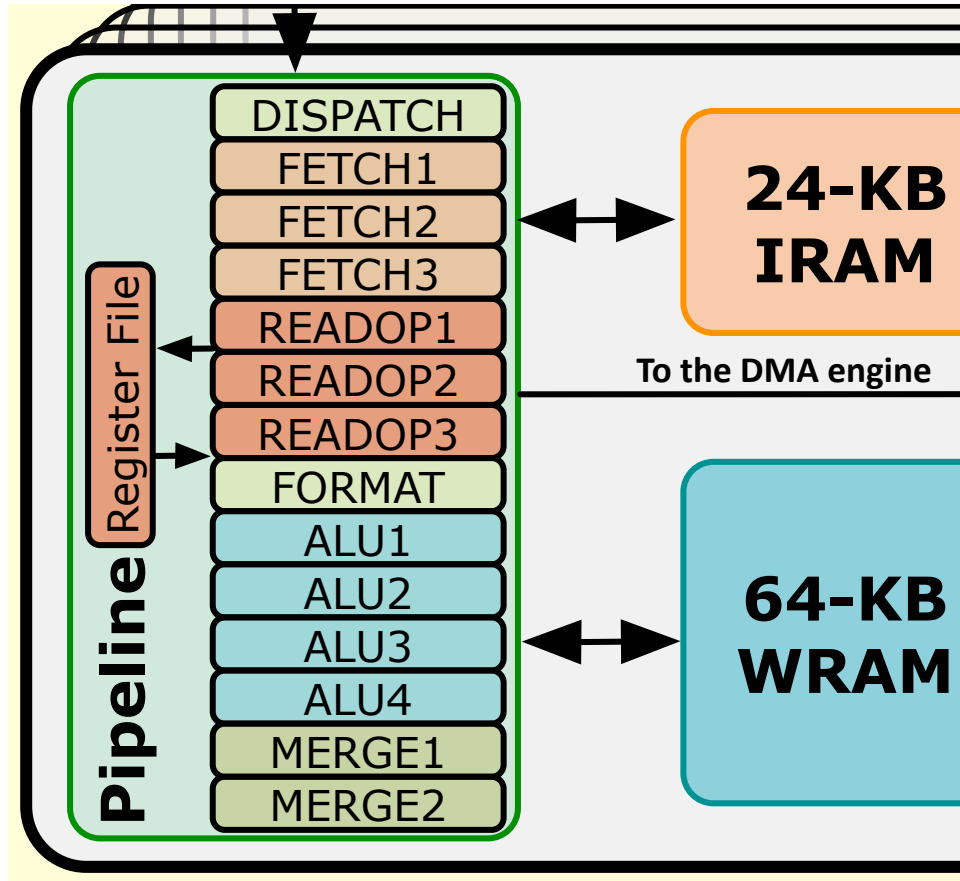 DISPATCH
FETCH1
FETCH2
FETCH3
READOP1
READOP2
READOP3
FORMAT
ALU1
ALU2
ALU3
ALU4
MERGE1
MERGE2
Register File
Pipeline
24-KB
IRAM
To the DMA engine
64-KB
WRAM